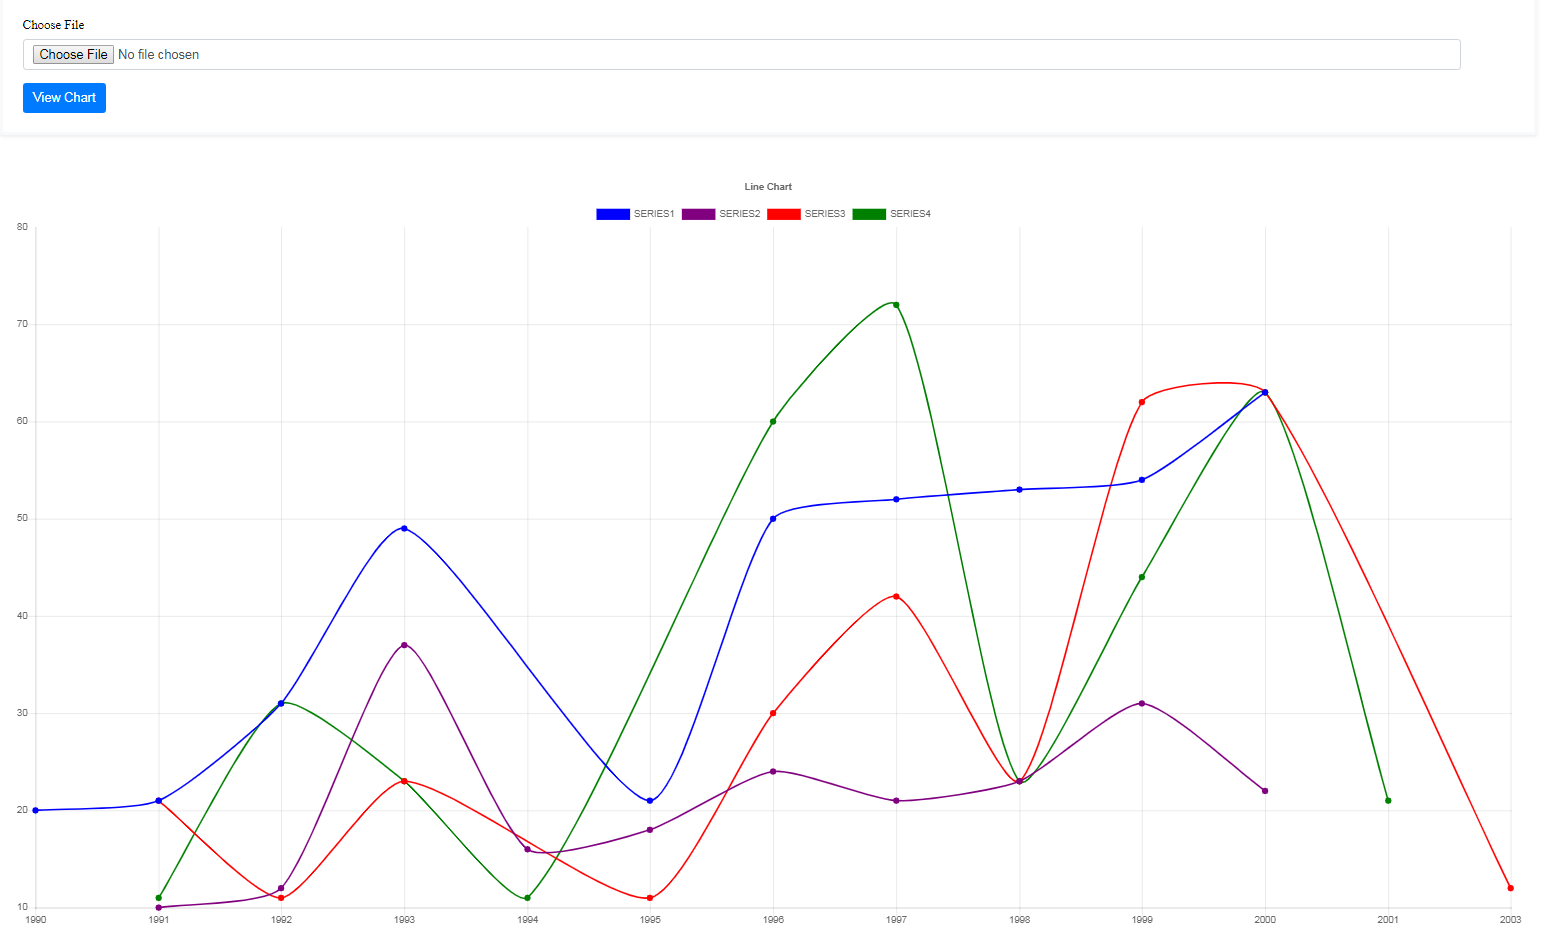 Choose File
Choose File No file chosen
View Chart
Line Chart
SERIES1 SERIES2 SERIES3 SERIES4
80
70
60
50
40
30
20
10
1990 1991 1992 1993 1994 1995 1996 1997 1998 1999 2000 2001 2003